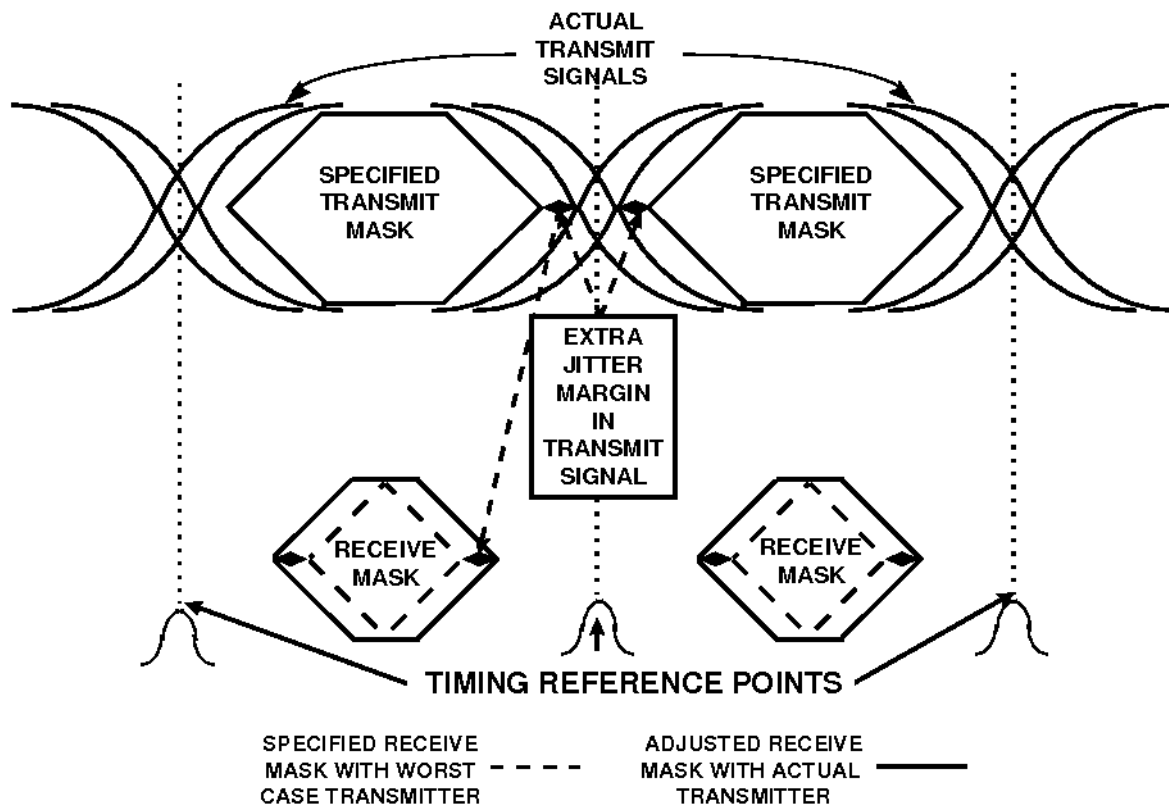 ACTUAL
TRANSMIT
SIGNALS
SPECIFIED
TRANSMIT
MASK
SPECIFIED
TRANSMIT
MASK
EXTRA
JITTER
MARGIN
IN
TRANSMIT
SIGNAL
RECEIVE
MASK
RECEIVE
MASK
TIMING REFERENCE POINTS
SPECIFIED RECEIVE
MASK WITH WORST
CASE TRANSMITTER
ADJUSTED RECEIVE
MASK WITH ACTUAL
TRANSMITTER